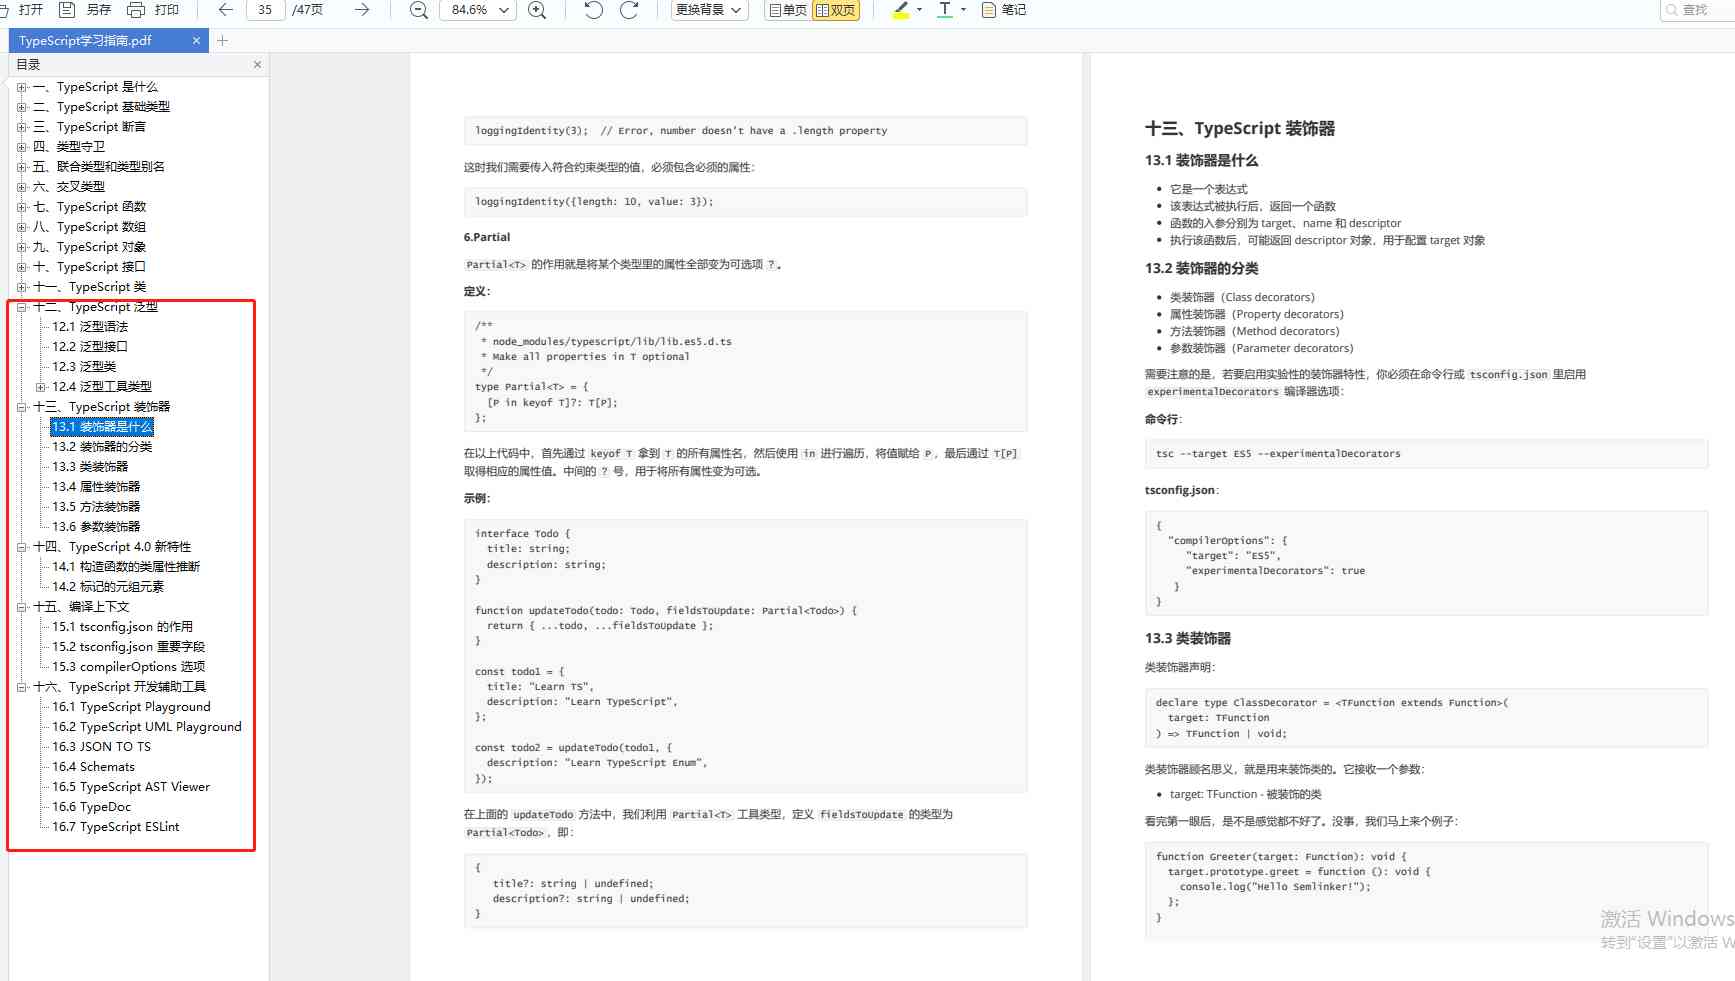 打开 另存 打印 35 /47页 84.6% 更换背景 单页 双页 笔记 查找
TypeScript学习指南.pdf
目录
一、TypeScript 是什么
二、TypeScript 基础类型
三、TypeScript 断言
四、类型守卫
五、联合类型和类型别名
六、交叉类型
七、TypeScript 函数
八、TypeScript 数组
九、TypeScript 对象
十、TypeScript 接口
十一、TypeScript 类
十二、TypeScript 泛型
12.1 泛型语法
12.2 泛型接口
12.3 泛型类
12.4 泛型工具类型
十三、TypeScript 装饰器
13.1 装饰器是什么
13.2 装饰器的分类
13.3 类装饰器
13.4 属性装饰器
13.5 方法装饰器
13.6 参数装饰器
十四、TypeScript 4.0 新特性
14.1 构造函数的类属性推断
14.2 标记的元组元素
十五、编译上下文
15.1 tsconfig.json 的作用
15.2 tsconfig.json 重要字段
15.3 compilerOptions 选项
十六、TypeScript 开发辅助工具
16.1 TypeScript Playground
16.2 TypeScript UML Playground
16.3 JSON TO TS
16.4 Schemats
16.5 TypeScript AST Viewer
16.6 TypeDoc
16.7 TypeScript ESLint
loggingIdentity(3);  // Error, number doesn't have a .length property
这时我们需要传入符合约束类型的值，必须包含必须的属性：
loggingIdentity({length: 10, value: 3});
6.Partial
Partial<T> 的作用就是将某个类型里的属性全部变为可选项 ?。
定义：
/**
 * node_modules/typescript/lib/lib.es5.d.ts
 * Make all properties in T optional
 */
type Partial<T> = {
  [P in keyof T]?: T[P];
};
在以上代码中，首先通过 keyof T 拿到 T 的所有属性名，然后使用 in 进行遍历，将值赋给 P，最后通过 T[P]
取得相应的属性值。中间的 ? 号，用于将所有属性变为可选。
示例：
interface Todo {
  title: string;
  description: string;
}
function updateTodo(todo: Todo, fieldsToUpdate: Partial<Todo>) {
  return { ...todo, ...fieldsToUpdate };
}
const todo1 = {
  title: "Learn TS",
  description: "Learn TypeScript",
};
const todo2 = updateTodo(todo1, {
  description: "Learn TypeScript Enum",
});
在上面的 updateTodo 方法中，我们利用 Partial<T> 工具类型，定义 fieldsToUpdate 的类型为
Partial<Todo>，即：
{
   title?: string | undefined;
   description?: string | undefined;
}
十三、TypeScript 装饰器
13.1 装饰器是什么
• 它是一个表达式
• 该表达式被执行后，返回一个函数
• 函数的入参分别为 target、name 和 descriptor
• 执行该函数后，可能返回 descriptor 对象，用于配置 target 对象
13.2 装饰器的分类
• 类装饰器（Class decorators）
• 属性装饰器（Property decorators）
• 方法装饰器（Method decorators）
• 参数装饰器（Parameter decorators）
需要注意的是，若要启用实验性的装饰器特性，你必须在命令行或 tsconfig.json 里启用
experimentalDecorators 编译器选项：
命令行：
tsc --target ES5 --experimentalDecorators
tsconfig.json：
{
  "compilerOptions": {
     "target": "ES5",
     "experimentalDecorators": true
   }
}
13.3 类装饰器
类装饰器声明：
declare type ClassDecorator = <TFunction extends Function>(
  target: TFunction
) => TFunction | void;
类装饰器顾名思义，就是用来装饰类的。它接收一个参数：
• target: TFunction - 被装饰的类
看完第一眼后，是不是感觉都不好了。没事，我们马上来个例子：
function Greeter(target: Function): void {
  target.prototype.greet = function (): void {
    console.log("Hello Semlinker!");
  };
}
激活 Windows
转到"设置"以激活 W